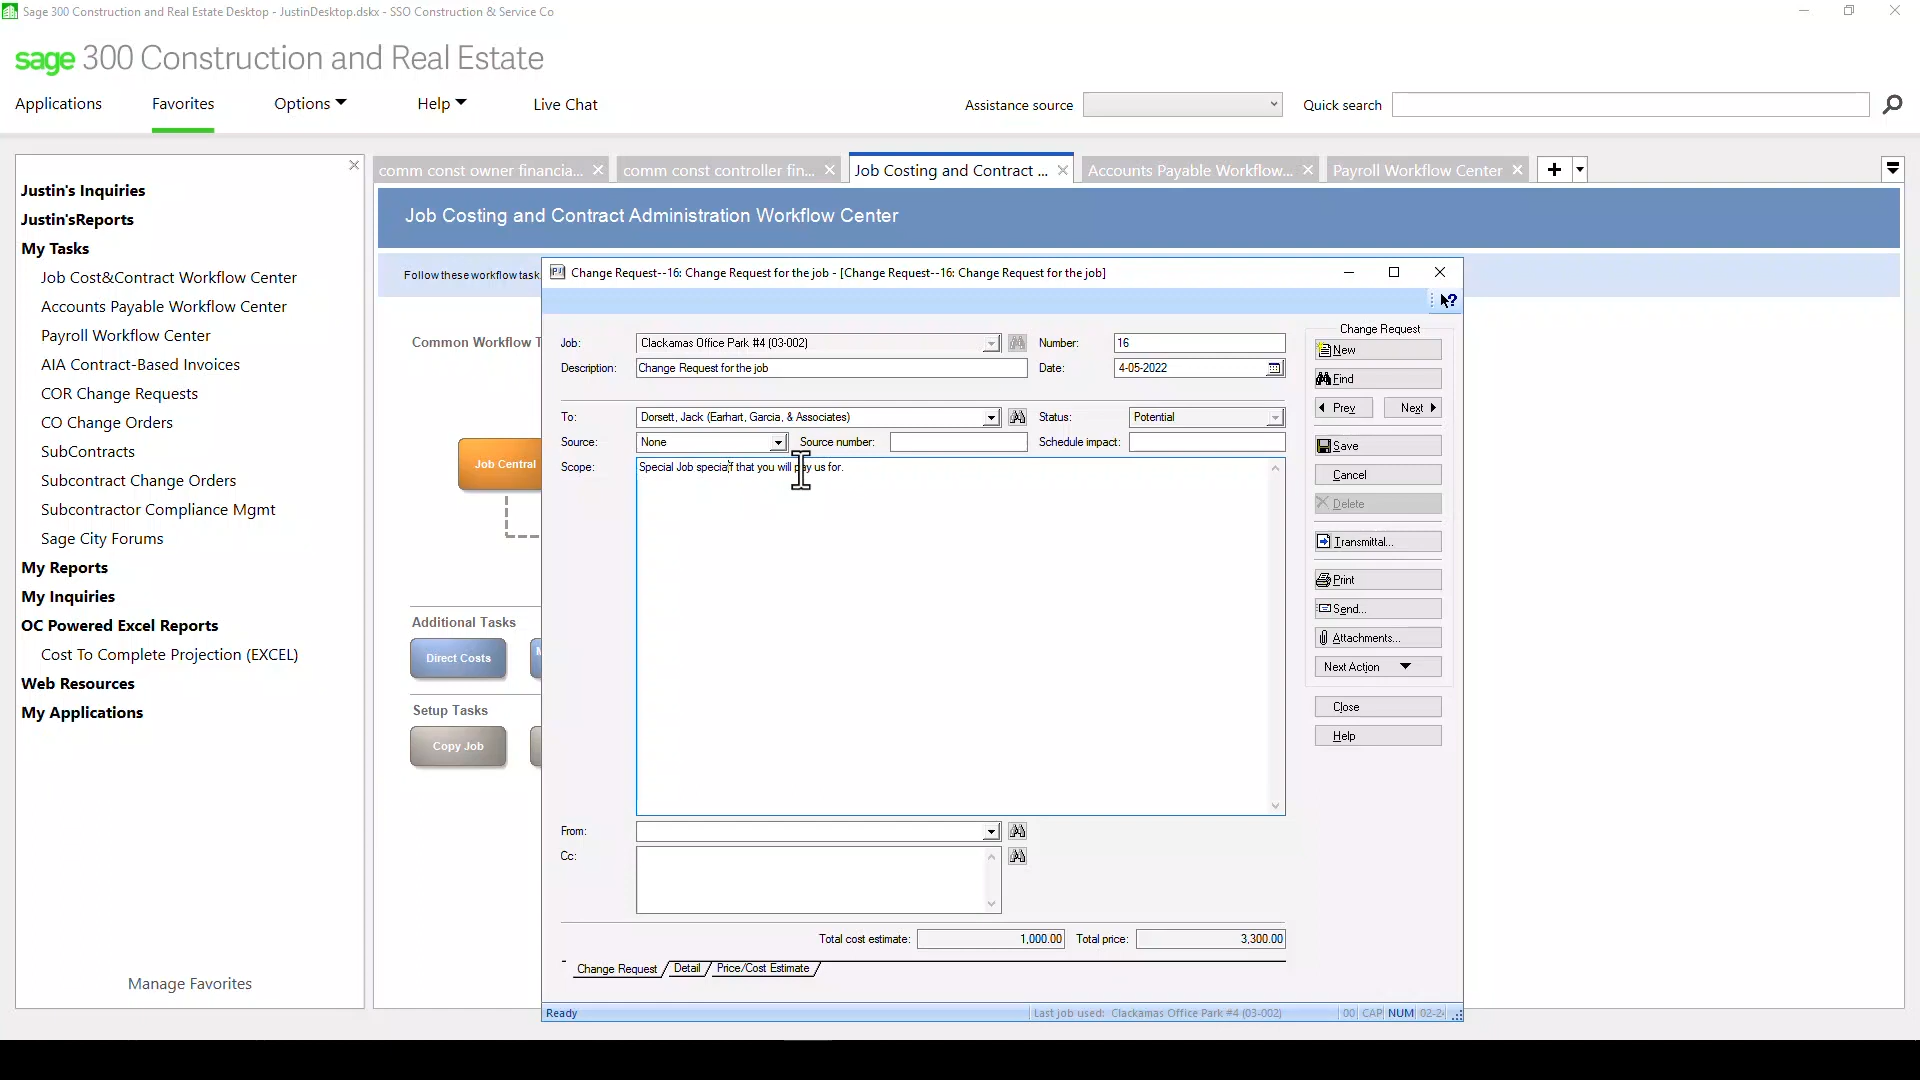 Sage 300 Construction and Real Estate Desktop - JustinDesktop.dskx - SSO Construction & Service Co
sage 300 Construction and Real Estate
Applications Favorites Options Help Live Chat Assistance source Quick search
comm const owner financia... comm const controller fin... Job Costing and Contract ... Accounts Payable Workflow... Payroll Workflow Center
Justin's Inquiries
Justin'sReports
My Tasks
Job Cost&Contract Workflow Center
Accounts Payable Workflow Center
Payroll Workflow Center
AIA Contract-Based Invoices
COR Change Requests
CO Change Orders
SubContracts
Subcontract Change Orders
Subcontractor Compliance Mgmt
Sage City Forums
My Reports
My Inquiries
OC Powered Excel Reports
Cost To Complete Projection (EXCEL)
Web Resources
My Applications
Manage Favorites
Job Costing and Contract Administration Workflow Center
Follow these workflow task
Common Workflow T
Job Central
Additional Tasks
Direct Costs
Setup Tasks
Copy Job
Change Request--16: Change Request for the job - [Change Request--16: Change Request for the job]
Job: Clackamas Office Park #4 (03-002) Number: 16
Description: Change Request for the job Date: 4-05-2022
To: Dorsett, Jack (Earhart, Garcia, & Associates) Status: Potential
Source: None Source number: Schedule impact:
Scope: Special Job speciaf that you will pay us for.
From:
Cc:
Total cost estimate: 1,000.00 Total price: 3,300.00
Change Request Detail Price/Cost Estimate
Change Request
New
Find
Prev Next
Save
Cancel
Delete
Transmittal...
Print
Send...
Attachments...
Next Action
Close
Help
Ready Last job used: Clackamas Office Park #4 (03-002) 00 CAP NUM